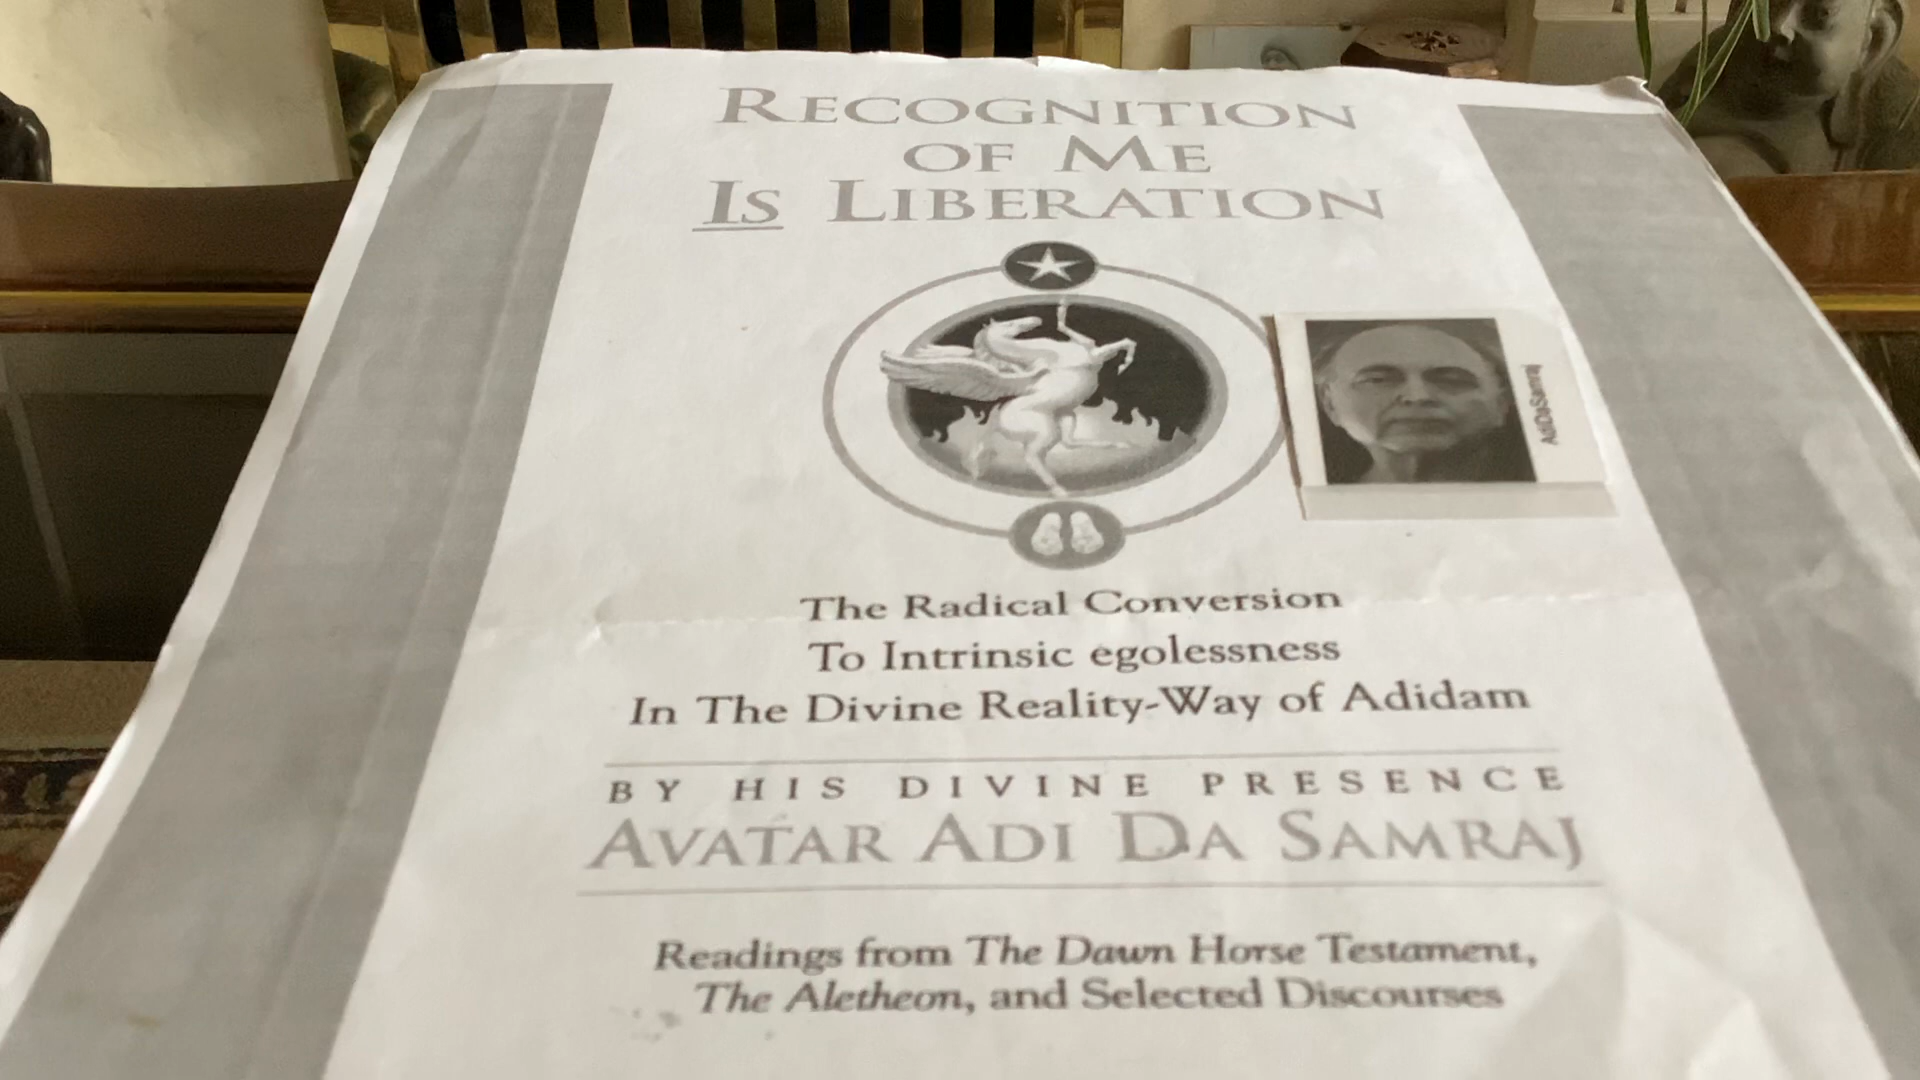 RECOGNITION
OF ME
IS LIBERATION
AdiDaSamraj
The Radical Conversion
To Intrinsic egolessness
In The Divine Reality-Way of Adidam
BY HIS DIVINE PRESENCE
AVATAR ADI DA SAMRAJ
Readings from The Dawn Horse Testament,
The Aletheon, and Selected Discourses